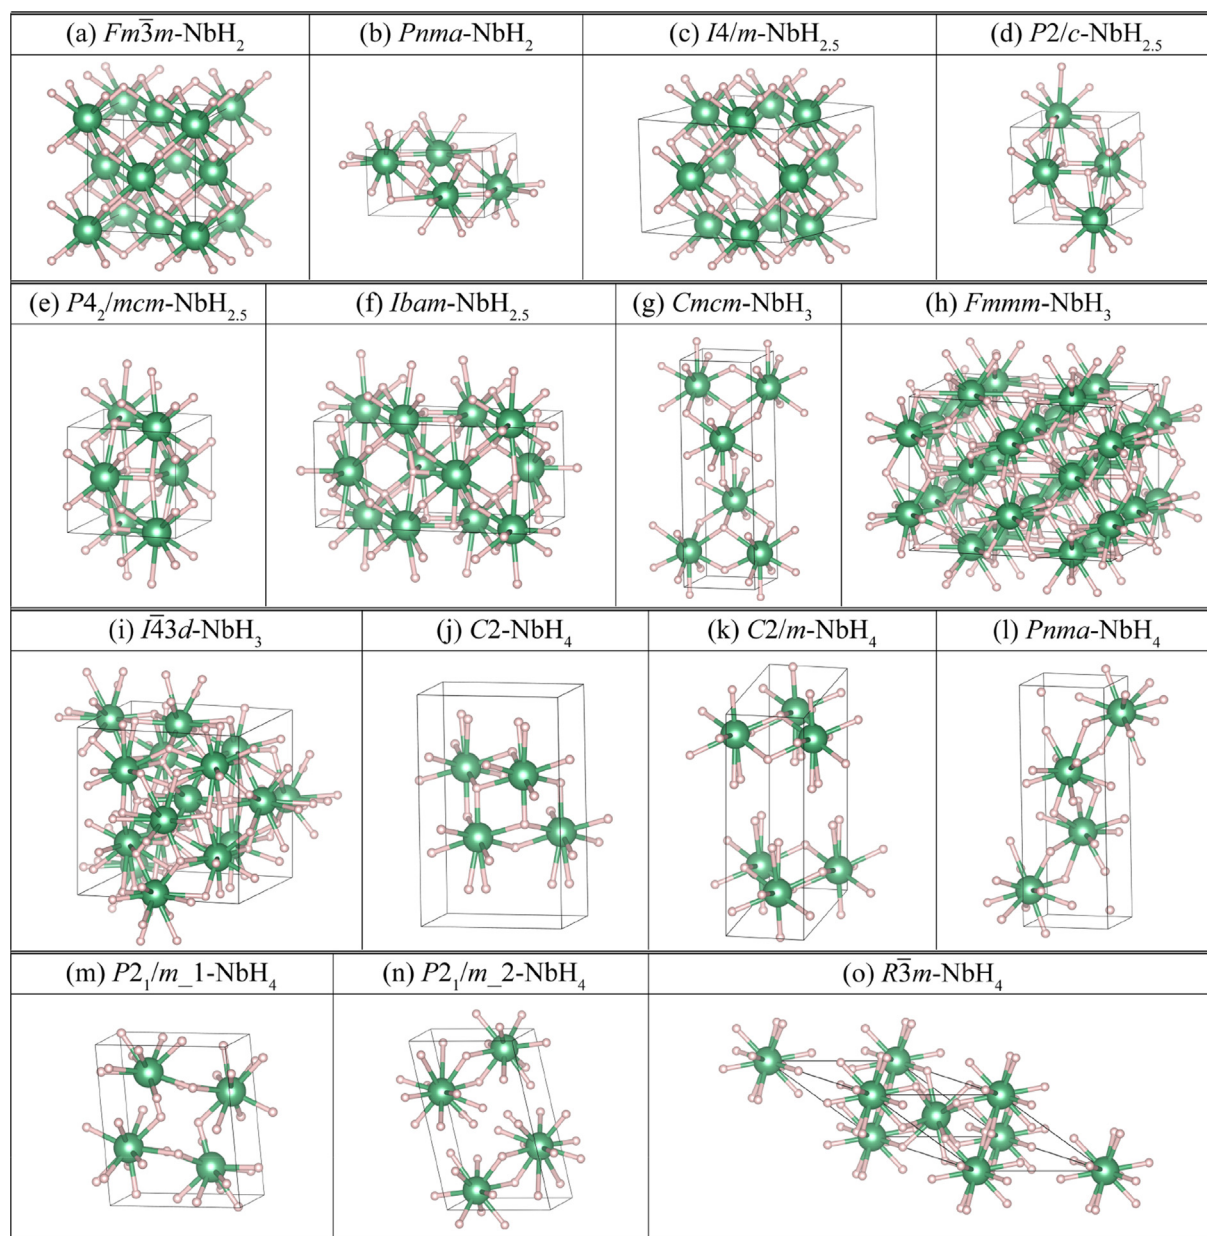 (a) Fm3̅m-NbH₂
(b) Pnma-NbH₂
(c) I4/m-NbH₂.₅
(d) P2/c-NbH₂.₅
(e) P4₂/mcm-NbH₂.₅
(f) Ibam-NbH₂.₅
(g) Cmcm-NbH₃
(h) Fmmm-NbH₃
(i) I4̅3d-NbH₃
(j) C2-NbH₄
(k) C2/m-NbH₄
(l) Pnma-NbH₄
(m) P2₁/m_1-NbH₄
(n) P2₁/m_2-NbH₄
(o) R3̅m-NbH₄